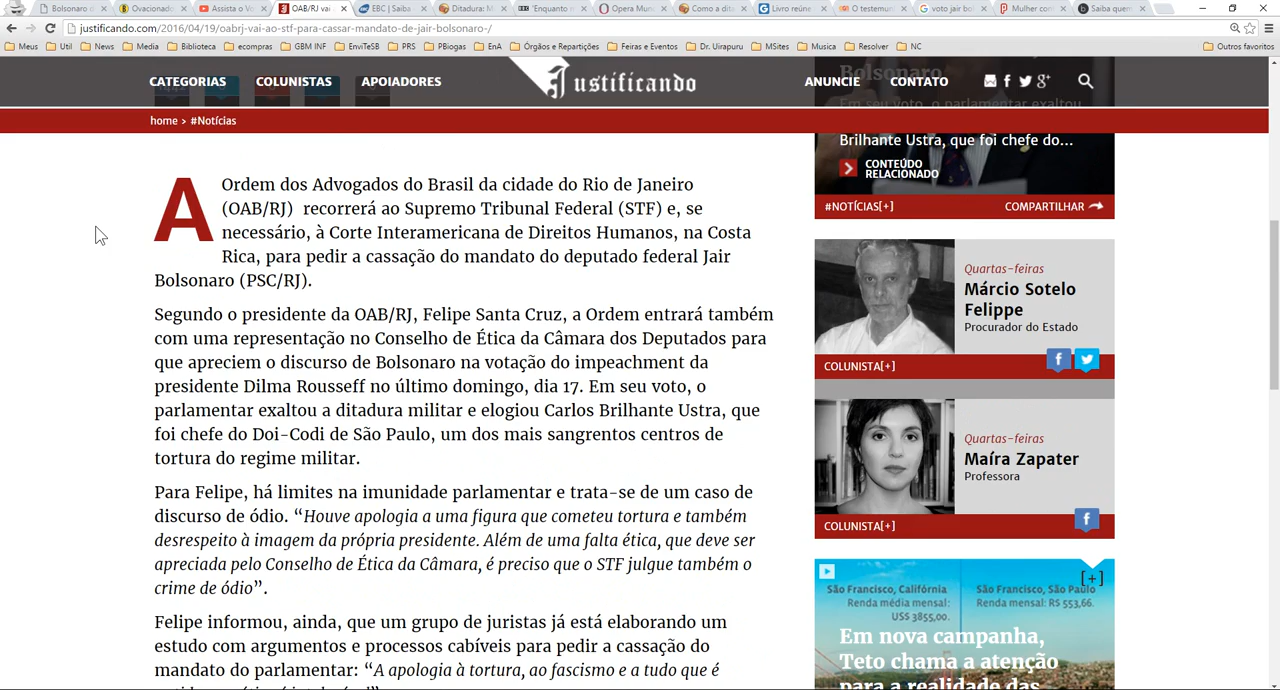 Bolsonaro m
Ovacionado
Assista o Vo
OAB/RJ vai
EBC | Saiba
Ditadura: M
'Enquanto n
Opera Mun
Como a dit
Livro reúne
O testemun
voto jair bol
Mulher con
Saiba quem
justificando.com/2016/04/19/oabrj-vai-ao-stf-para-cassar-mandato-de-jair-bolsonaro-/
Meus Util News Media Biblioteca ecompras GBM INF EnviTeSB PRS PBiogas EnA Órgãos e Repartições Feiras e Eventos Dr. Uirapuru MSites Musica Resolver NC Outros favoritos
CATEGORIAS COLUNISTAS APOIADORES Justificando ANUNCIE CONTATO
home > #Notícias
A Ordem dos Advogados do Brasil da cidade do Rio de Janeiro
(OAB/RJ) recorrerá ao Supremo Tribunal Federal (STF) e, se
necessário, à Corte Interamericana de Direitos Humanos, na Costa
Rica, para pedir a cassação do mandato do deputado federal Jair
Bolsonaro (PSC/RJ).
Segundo o presidente da OAB/RJ, Felipe Santa Cruz, a Ordem entrará também
com uma representação no Conselho de Ética da Câmara dos Deputados para
que apreciem o discurso de Bolsonaro na votação do impeachment da
presidente Dilma Rousseff no último domingo, dia 17. Em seu voto, o
parlamentar exaltou a ditadura militar e elogiou Carlos Brilhante Ustra, que
foi chefe do Doi-Codi de São Paulo, um dos mais sangrentos centros de
tortura do regime militar.
Para Felipe, há limites na imunidade parlamentar e trata-se de um caso de
discurso de ódio. “Houve apologia a uma figura que cometeu tortura e também
desrespeito à imagem da própria presidente. Além de uma falta ética, que deve ser
apreciada pelo Conselho de Ética da Câmara, é preciso que o STF julgue também o
crime de ódio”.
Felipe informou, ainda, que um grupo de juristas já está elaborando um
estudo com argumentos e processos cabíveis para pedir a cassação do
mandato do parlamentar: “A apologia à tortura, ao fascismo e a tudo que é
Bolsonaro
Em seu voto, o parlamentar exaltou
Brilhante Ustra, que foi chefe do...
CONTEÚDO
RELACIONADO
#NOTÍCIAS[+] COMPARTILHAR
Quartas-feiras
Márcio Sotelo
Felippe
Procurador do Estado
COLUNISTA[+]
Quartas-feiras
Maíra Zapater
Professora
COLUNISTA[+]
[+]
São Francisco, Califórnia
Renda média mensal:
US$ 3855,00.
São Francisco, São Paulo
Renda mensal: R$ 553,66.
Em nova campanha,
Teto chama a atenção
para a realidade das